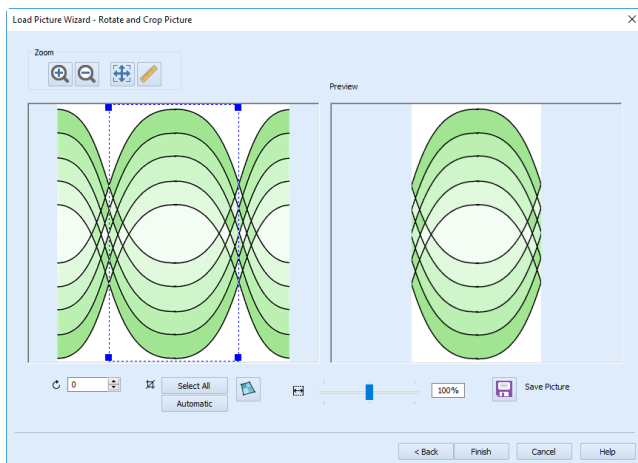 Load Picture Wizard - Rotate and Crop Picture
Zoom
Preview
0
Select All
Automatic
100%
Save Picture
< Back
Finish
Cancel
Help